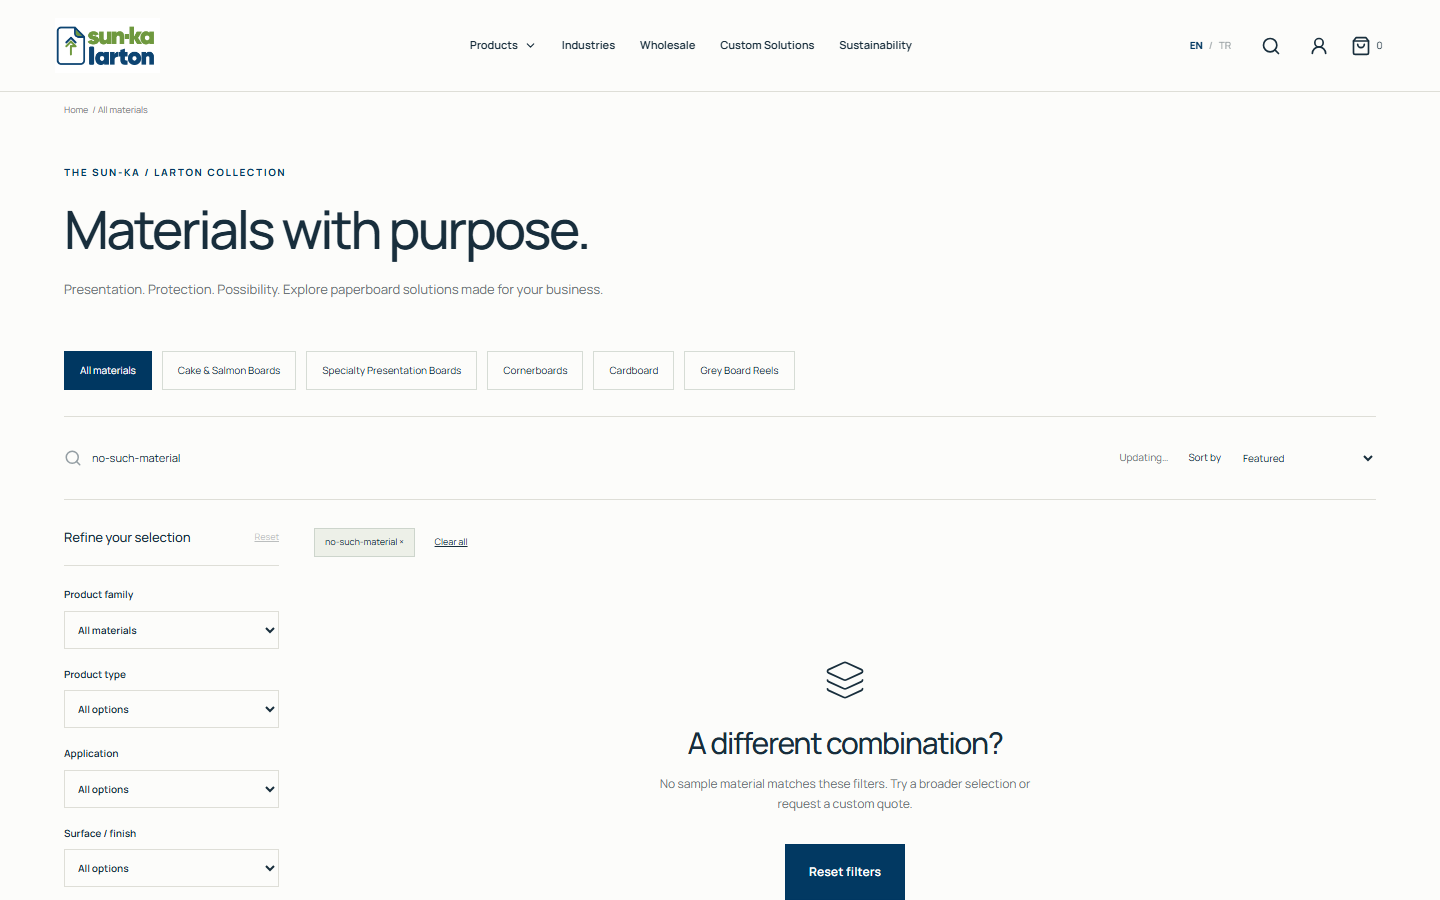 sun-ka
larton
Products
Industries
Wholesale
Custom Solutions
Sustainability
EN / TR
0
Home / All materials
THE SUN-KA / LARTON COLLECTION
Materials with purpose.
Presentation. Protection. Possibility. Explore paperboard solutions made for your business.
All materials
Cake & Salmon Boards
Specialty Presentation Boards
Cornerboards
Cardboard
Grey Board Reels
no-such-material
Updating...
Sort by
Featured
Refine your selection
Reset
no-such-material ×
Clear all
Product family
All materials
Product type
All options
Application
All options
Surface / finish
All options
A different combination?
No sample material matches these filters. Try a broader selection or
request a custom quote.
Reset filters